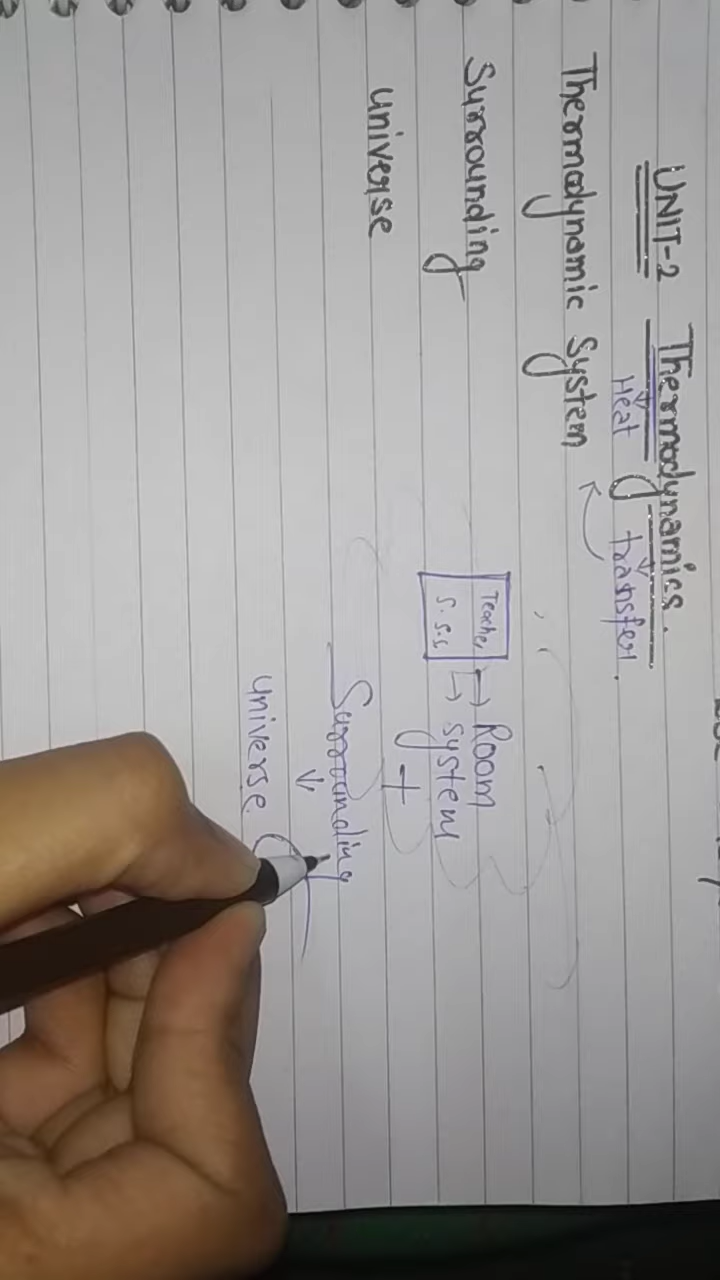 UNIT-2 Thermodynamics.
Heat transfer.
Thermodynamic System
Surrounding
universe
Teacher
S. S.S
→ Room
→ system
+
Surrounding
↓
universe.